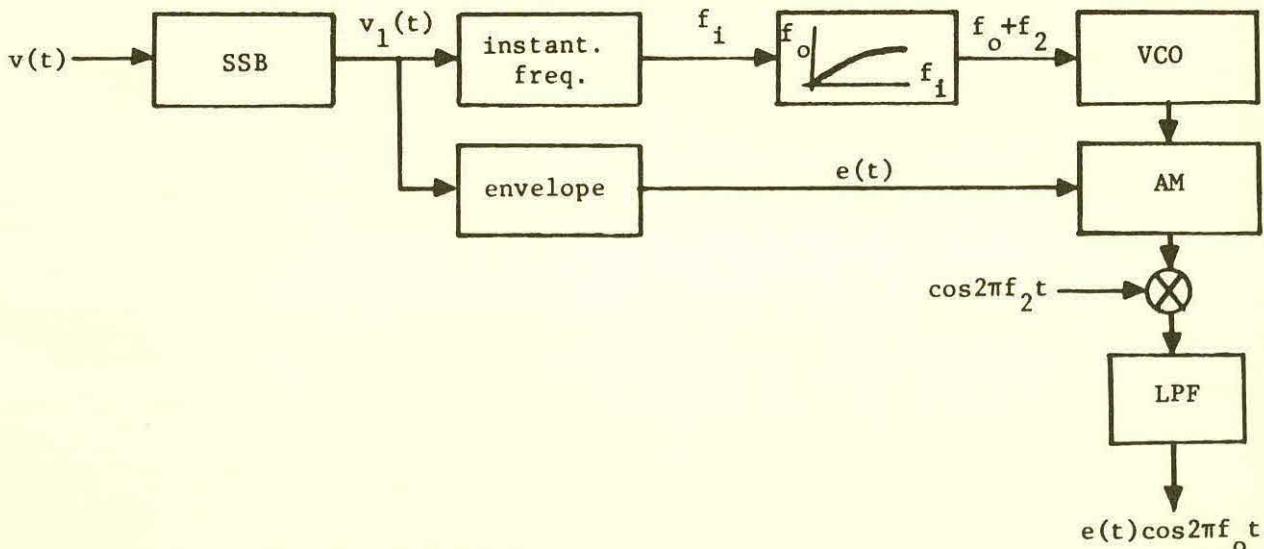 v(t)
SSB
v₁(t)
instant.
freq.
fᵢ
fₒ
fᵢ
fₒ+f₂
VCO
envelope
e(t)
AM
cos2πf₂t
LPF
e(t)cos2πfₒt